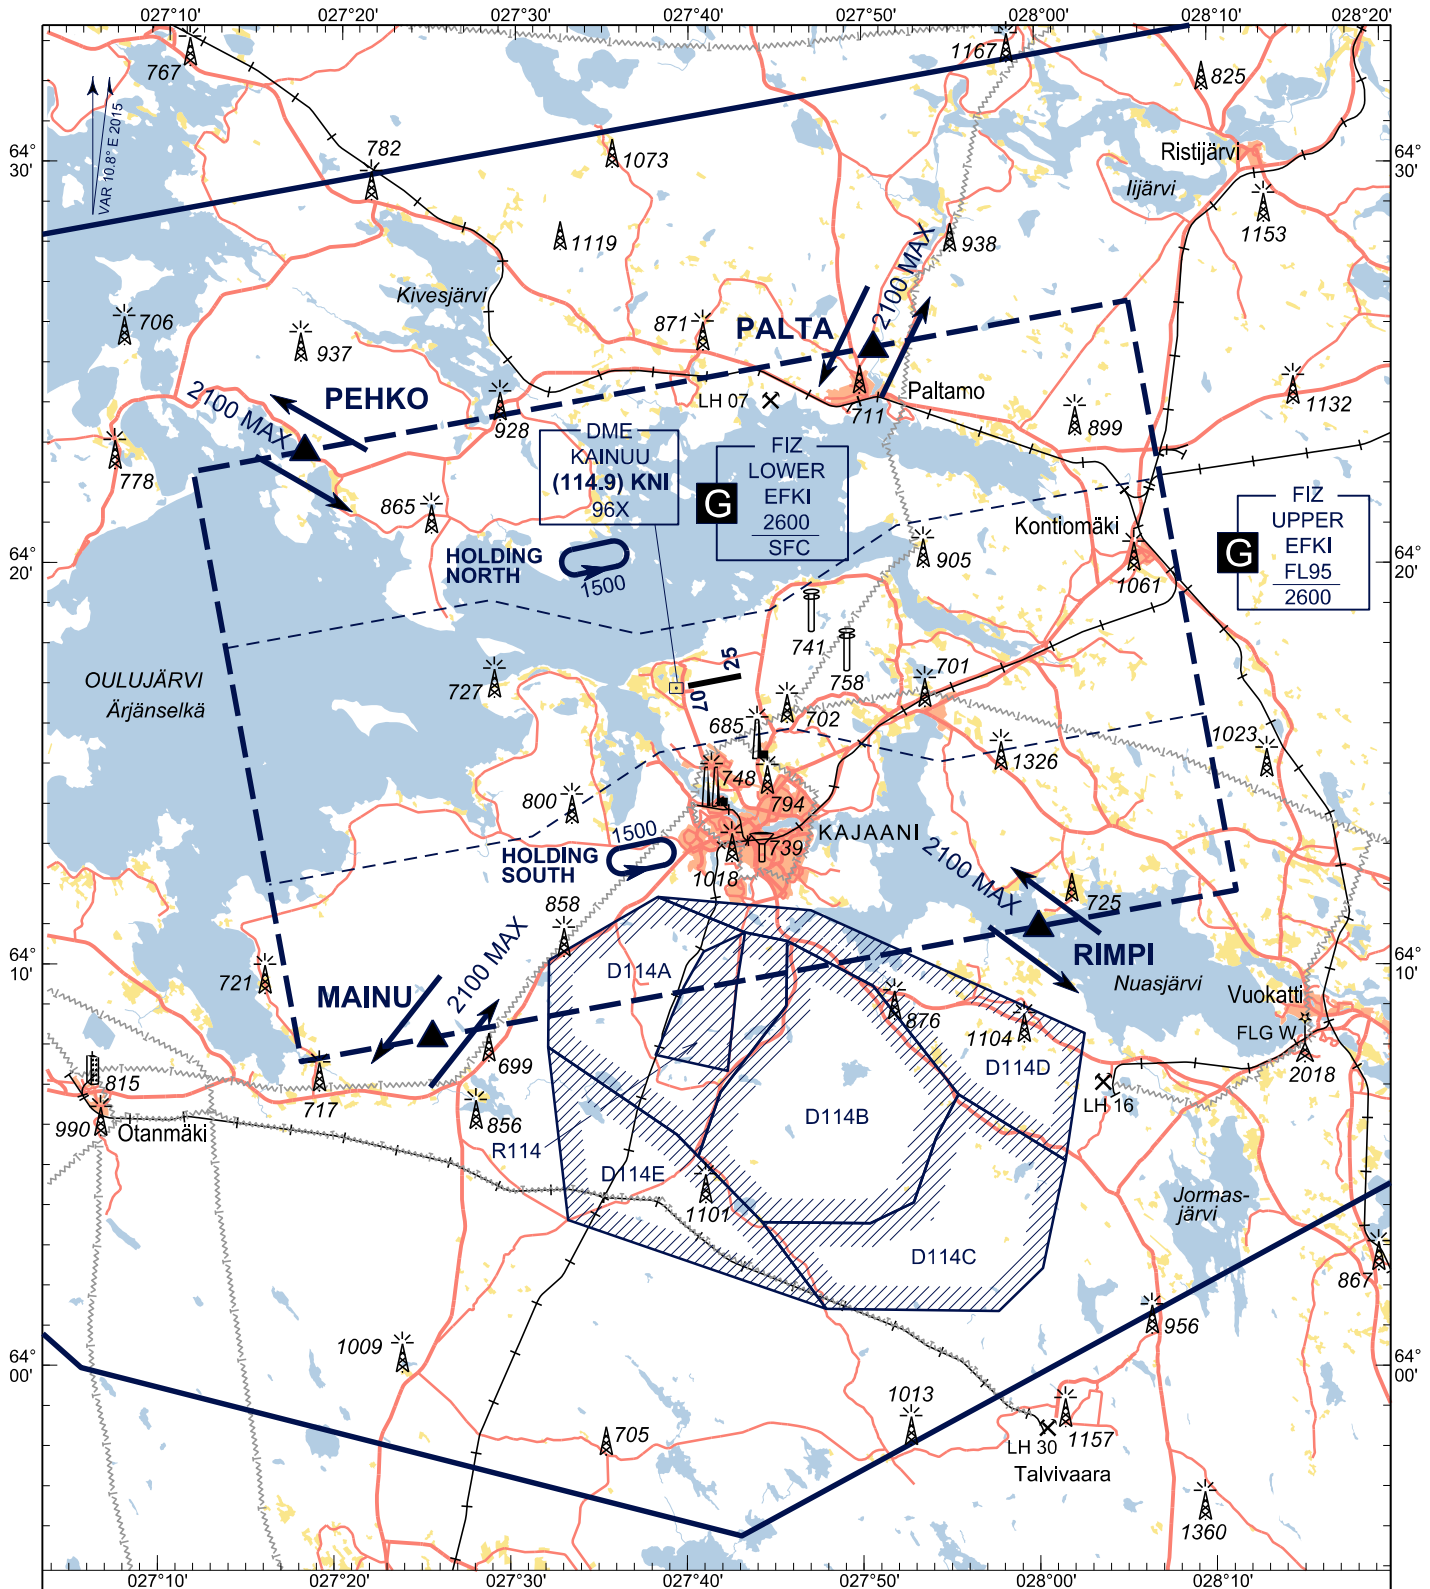 027°10'
027°20'
027°30'
027°40'
027°50'
028°00'
028°10'
028°20'
767
1167
825
VAR 10.8° E 2015
64°
30'
782
1073
Ristijärvi
64°
30'
Iijärvi
1119
938
1153
Kivesjärvi
2100 MAX
706
937
871
PALTA
2100 MAX
PEHKO
LH 07
711
Paltamo
1132
899
928
778
865
DME
KAINUU
(114.9) KNI
96X
G
FIZ
LOWER
EFKI
2600
SFC
G
FIZ
UPPER
EFKI
FL95
2600
Kontiomäki
64°
20'
64°
20'
HOLDING
NORTH
1500
905
1061
741
758
25
07
701
OULUJÄRVI
Ärjänselkä
727
685
702
1326
1023
748
794
800
KAJAANI
1500
HOLDING
SOUTH
739
1018
2100 MAX
725
858
2100 MAX
64°
10'
64°
10'
721
MAINU
D114A
RIMPI
Nuasjärvi
Vuokatti
FLG W
876
1104
699
D114D
2018
815
717
990
Otanmäki
856
R114
D114B
LH 16
D114E
1101
Jormas-
järvi
D114C
867
956
64°
00'
64°
00'
1009
1013
705
1157
LH 30
Talvivaara
1360
027°10'
027°20'
027°30'
027°40'
027°50'
028°00'
028°10'